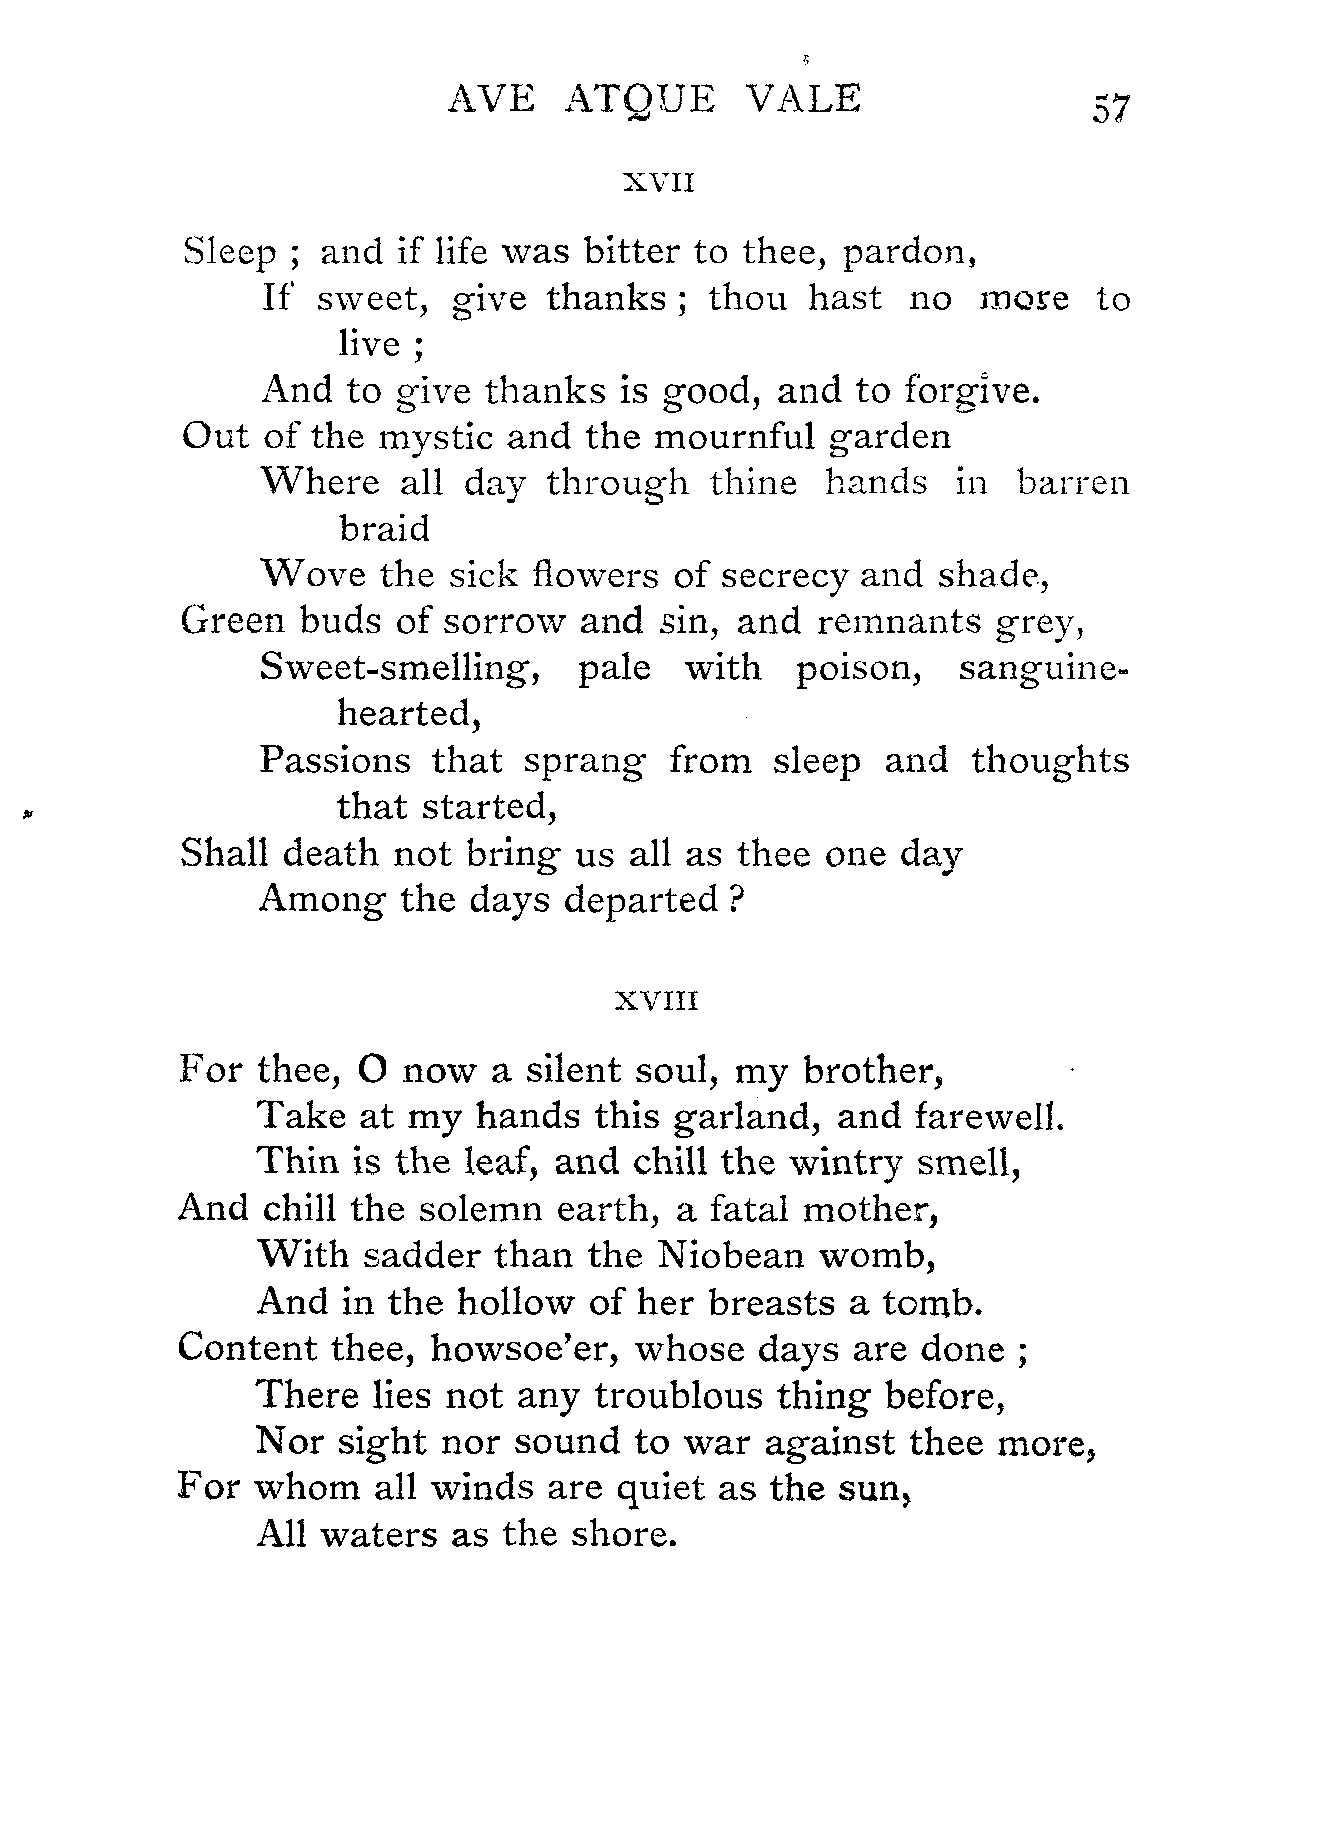 AVE ATQUE VALE 57
XVII
Sleep ; and if life was bitter to thee, pardon,
If sweet, give thanks ; thou hast no more to
live ;
And to give thanks is good, and to forgive.
Out of the mystic and the mournful garden
Where all day through thine hands in barren
braid
Wove the sick flowers of secrecy and shade,
Green buds of sorrow and sin, and remnants grey,
Sweet-smelling, pale with poison, sanguine-
hearted,
Passions that sprang from sleep and thoughts
that started,
Shall death not bring us all as thee one day
Among the days departed ?
XVIII
For thee, O now a silent soul, my brother,
Take at my hands this garland, and farewell.
Thin is the leaf, and chill the wintry smell,
And chill the solemn earth, a fatal mother,
With sadder than the Niobean womb,
And in the hollow of her breasts a tomb.
Content thee, howsoe'er, whose days are done ;
There lies not any troublous thing before,
Nor sight nor sound to war against thee more,
For whom all winds are quiet as the sun,
All waters as the shore.